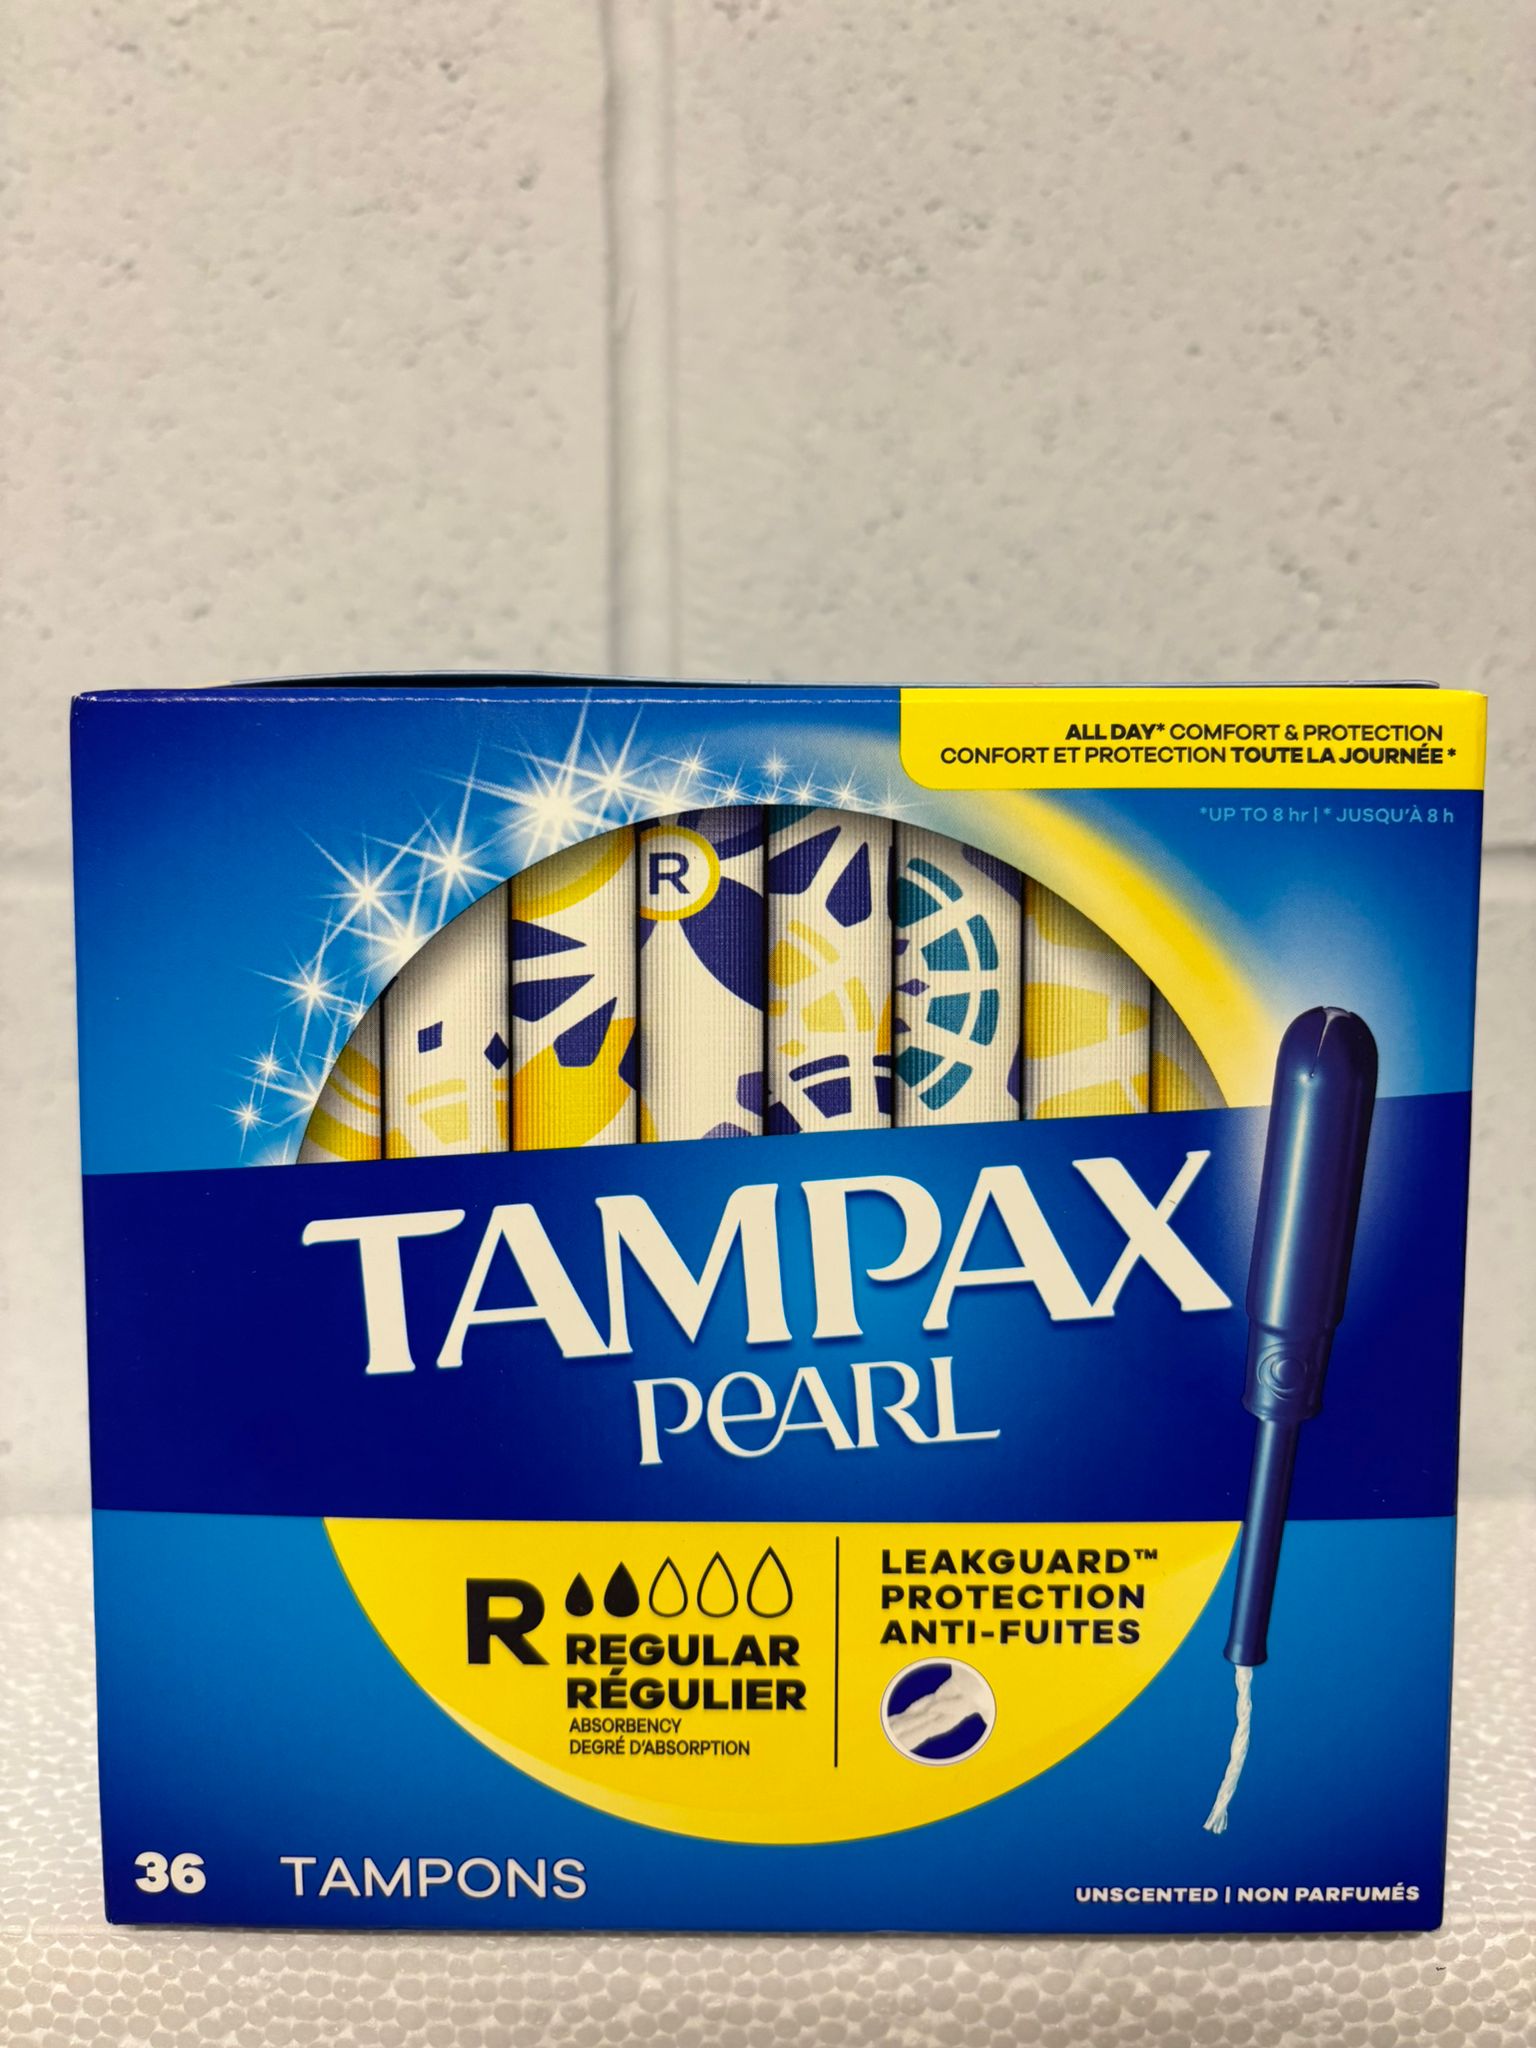 ALL DAY* COMFORT & PROTECTION
CONFORT ET PROTECTION TOUTE LA JOURNÉE*
*UP TO 8 hr | * JUSQU'À 8 h
R
TAMPAX
PEARL
R
REGULAR
RÉGULIER
ABSORBENCY
DEGRÉ D'ABSORPTION
LEAKGUARD™
PROTECTION
ANTI-FUITES
36 TAMPONS
UNSCENTED | NON PARFUMÉS